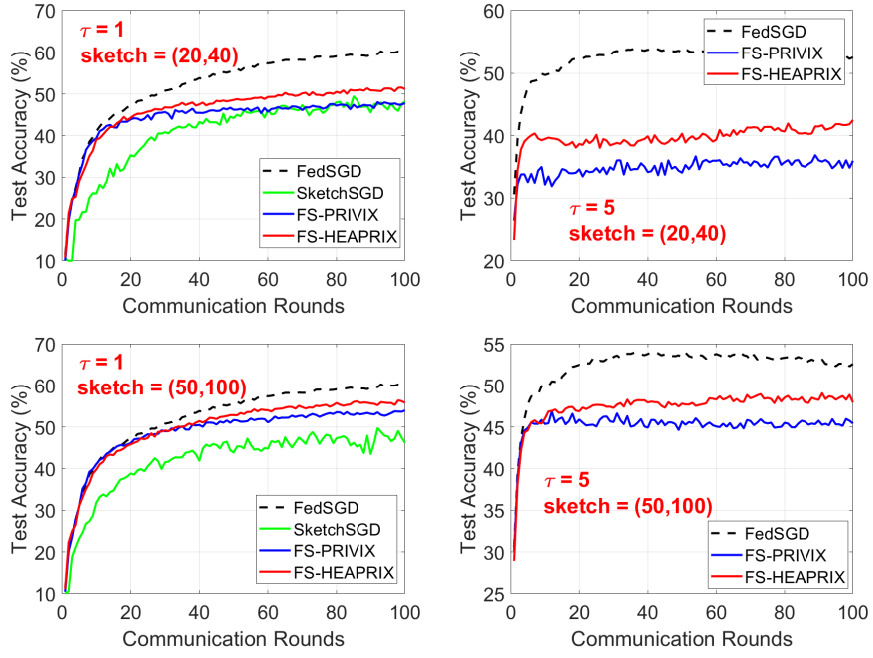 70
60
50
40
30
20
10
0
20
40
60
80
100
Test Accuracy (%)
Communication Rounds
τ = 1
sketch = (20,40)
FedSGD
SketchSGD
FS-PRIVIX
FS-HEAPRIX
60
50
40
30
20
0
20
40
60
80
100
Test Accuracy (%)
Communication Rounds
FedSGD
FS-PRIVIX
FS-HEAPRIX
τ = 5
sketch = (20,40)
70
60
50
40
30
20
10
0
20
40
60
80
100
Test Accuracy (%)
Communication Rounds
τ = 1
sketch = (50,100)
FedSGD
SketchSGD
FS-PRIVIX
FS-HEAPRIX
55
50
45
40
35
30
25
0
20
40
60
80
100
Test Accuracy (%)
Communication Rounds
τ = 5
sketch = (50,100)
FedSGD
FS-PRIVIX
FS-HEAPRIX